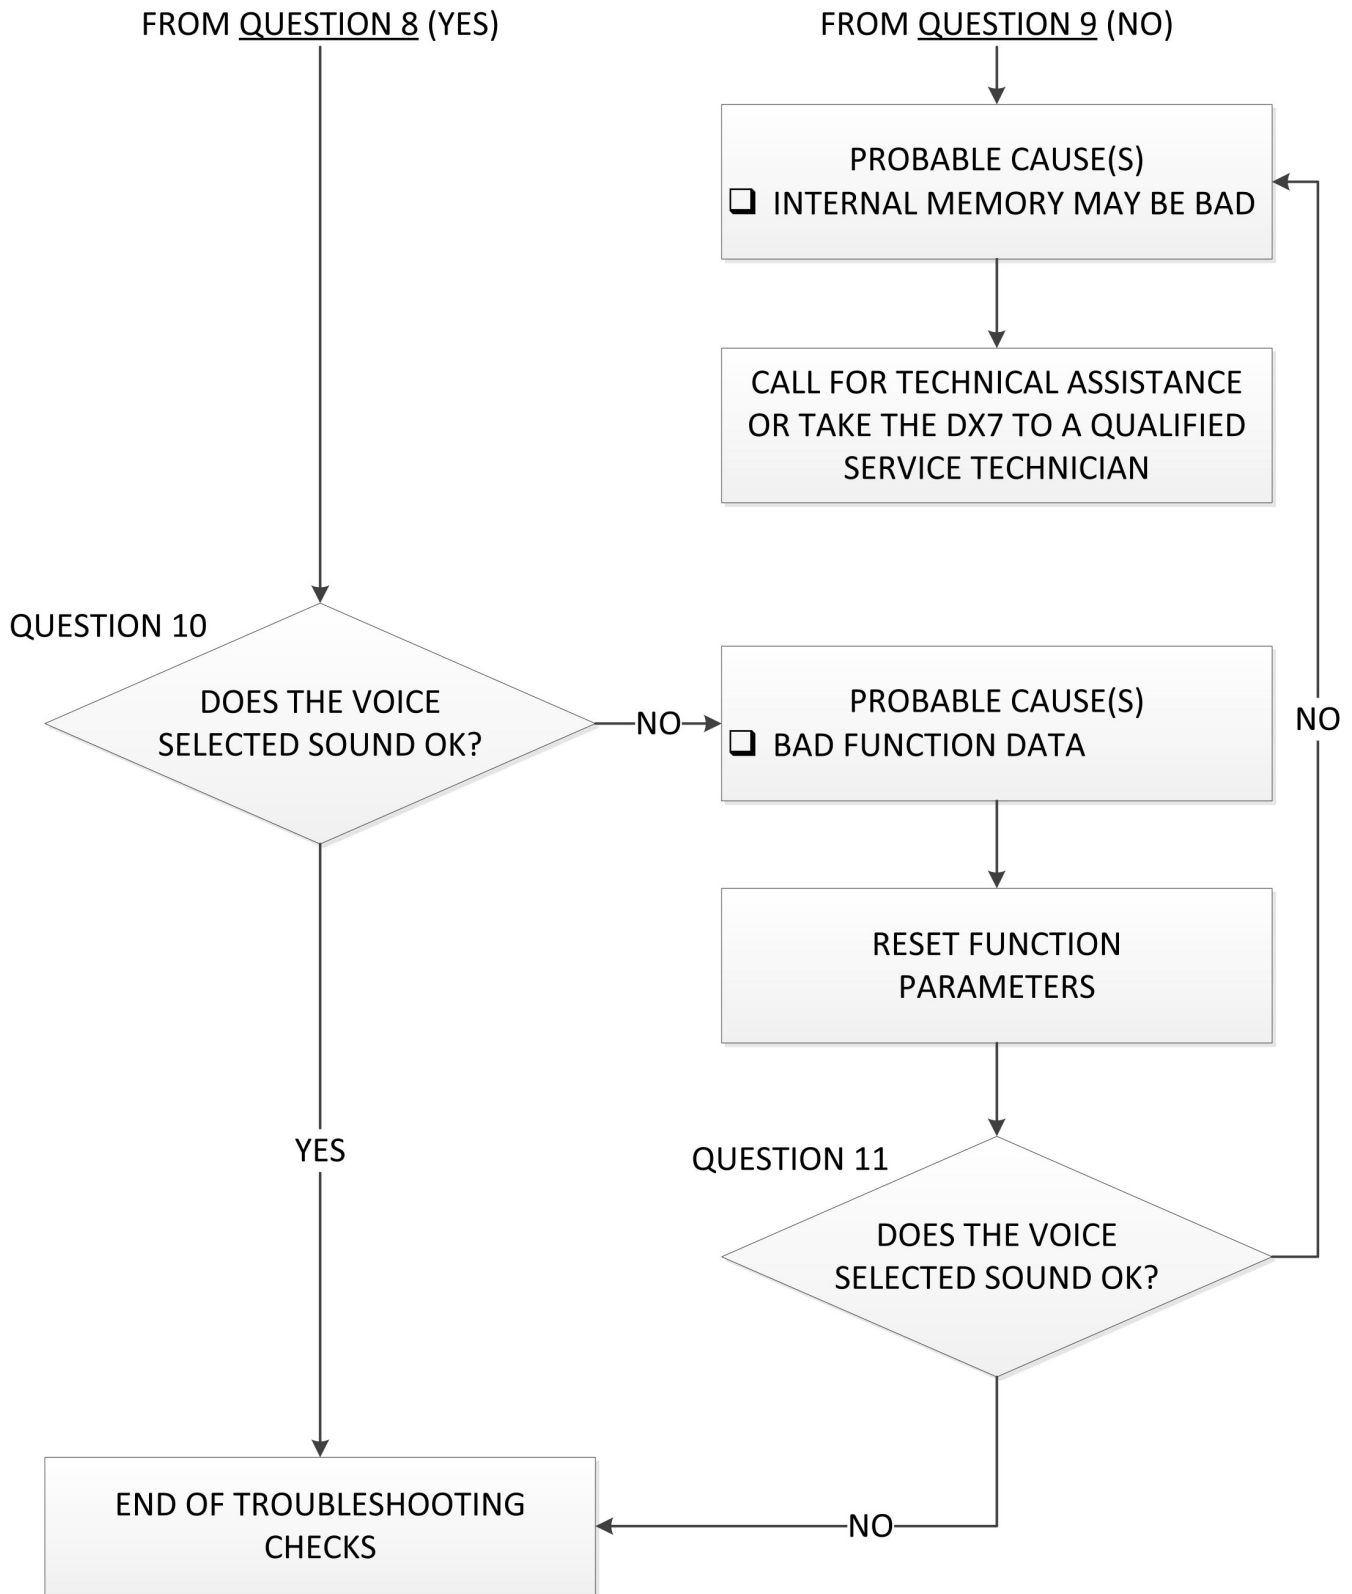 FROM QUESTION 8 (YES)
FROM QUESTION 9 (NO)
PROBABLE CAUSE(S)
❑ INTERNAL MEMORY MAY BE BAD
CALL FOR TECHNICAL ASSISTANCE
OR TAKE THE DX7 TO A QUALIFIED
SERVICE TECHNICIAN
QUESTION 10
DOES THE VOICE
SELECTED SOUND OK?
NO
PROBABLE CAUSE(S)
❑ BAD FUNCTION DATA
NO
RESET FUNCTION
PARAMETERS
YES
QUESTION 11
DOES THE VOICE
SELECTED SOUND OK?
END OF TROUBLESHOOTING
CHECKS
NO